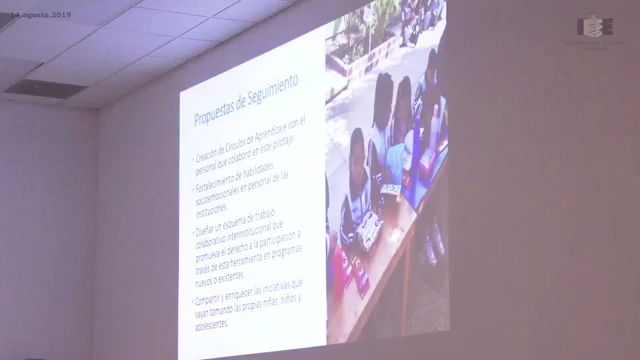 14.agosto.2019
IEE
Propuestas de Seguimiento
• Creación de Círculos de Aprendizaje con el
personal que colaboró en este pilotaje.
• Fortalecimiento de habilidades
socioemocionales en personal de las
instituciones.
• Diseñar un esquema de trabajo
colaborativo interinstitucional que
promueva el derecho a la participación a
través de esta herramienta en programas
nuevos o existentes.
• Compartir y enriquecer las iniciativas que
vayan tomando las propias niñas, niños y
adolescentes.